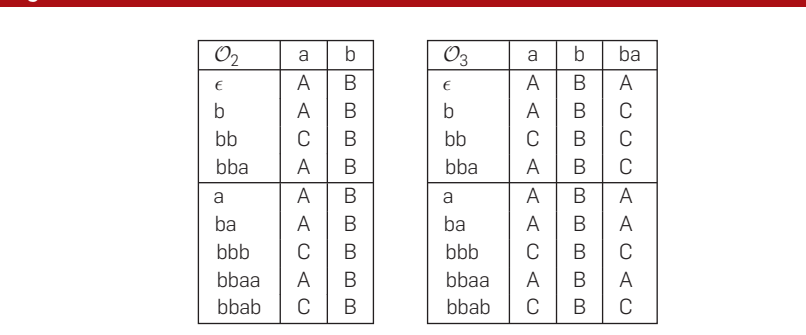 𝒪2 a b
ϵ A B
b A B
bb C B
bba A B
a A B
ba A B
bbb C B
bbaa A B
bbab C B
𝒪3 a b ba
ϵ A B A
b A B C
bb C B C
bba A B C
a A B A
ba A B A
bbb C B C
bbaa A B A
bbab C B C